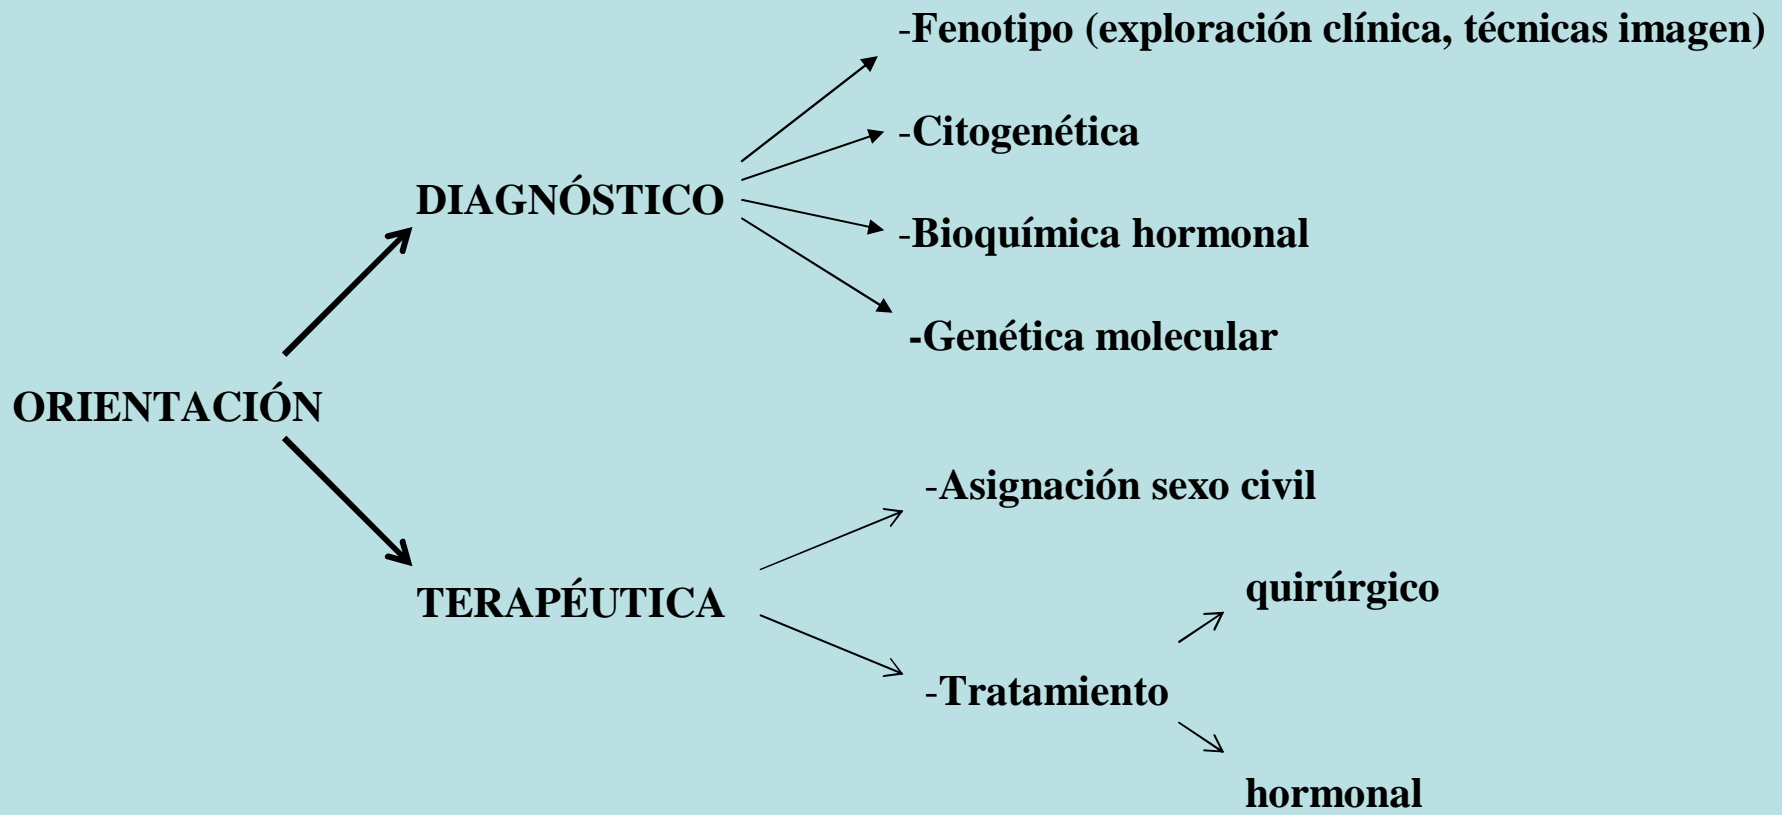 -Fenotipo (exploración clínica, técnicas imagen)
-Citogenética
DIAGNÓSTICO
-Bioquímica hormonal
-Genética molecular
ORIENTACIÓN
-Asignación sexo civil
quirúrgico
TERAPÉUTICA
-Tratamiento
hormonal